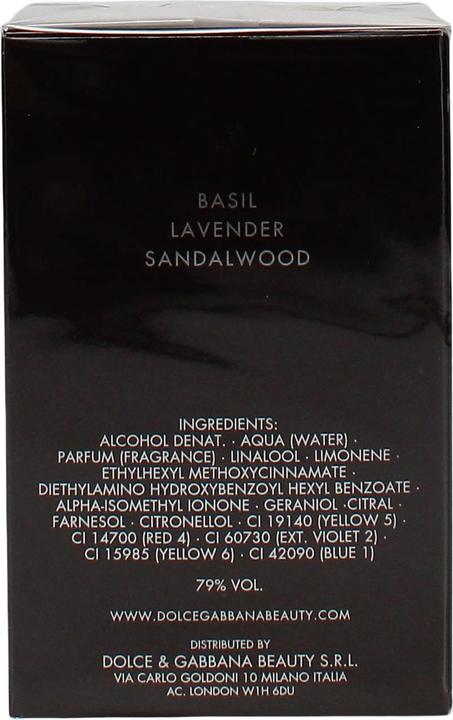 BASIL
LAVENDER
SANDALWOOD
INGREDIENTS:
ALCOHOL DENAT. · AQUA (WATER) ·
PARFUM (FRAGRANCE) · LINALOOL · LIMONENE ·
ETHYLHEXYL METHOXYCINNAMATE ·
DIETHYLAMINO HYDROXYBENZOYL HEXYL BENZOATE ·
ALPHA-ISOMETHYL IONONE · GERANIOL ·CITRAL ·
FARNESOL · CITRONELLOL · CI 19140 (YELLOW 5) ·
CI 14700 (RED 4) · CI 60730 (EXT. VIOLET 2) ·
CI 15985 (YELLOW 6) · CI 42090 (BLUE 1)
79% VOL.
WWW.DOLCEGABBANABEAUTY.COM
DISTRIBUTED BY
DOLCE & GABBANA BEAUTY S.R.L.
VIA CARLO GOLDONI 10 MILANO ITALIA
AC. LONDON W1H 6DU